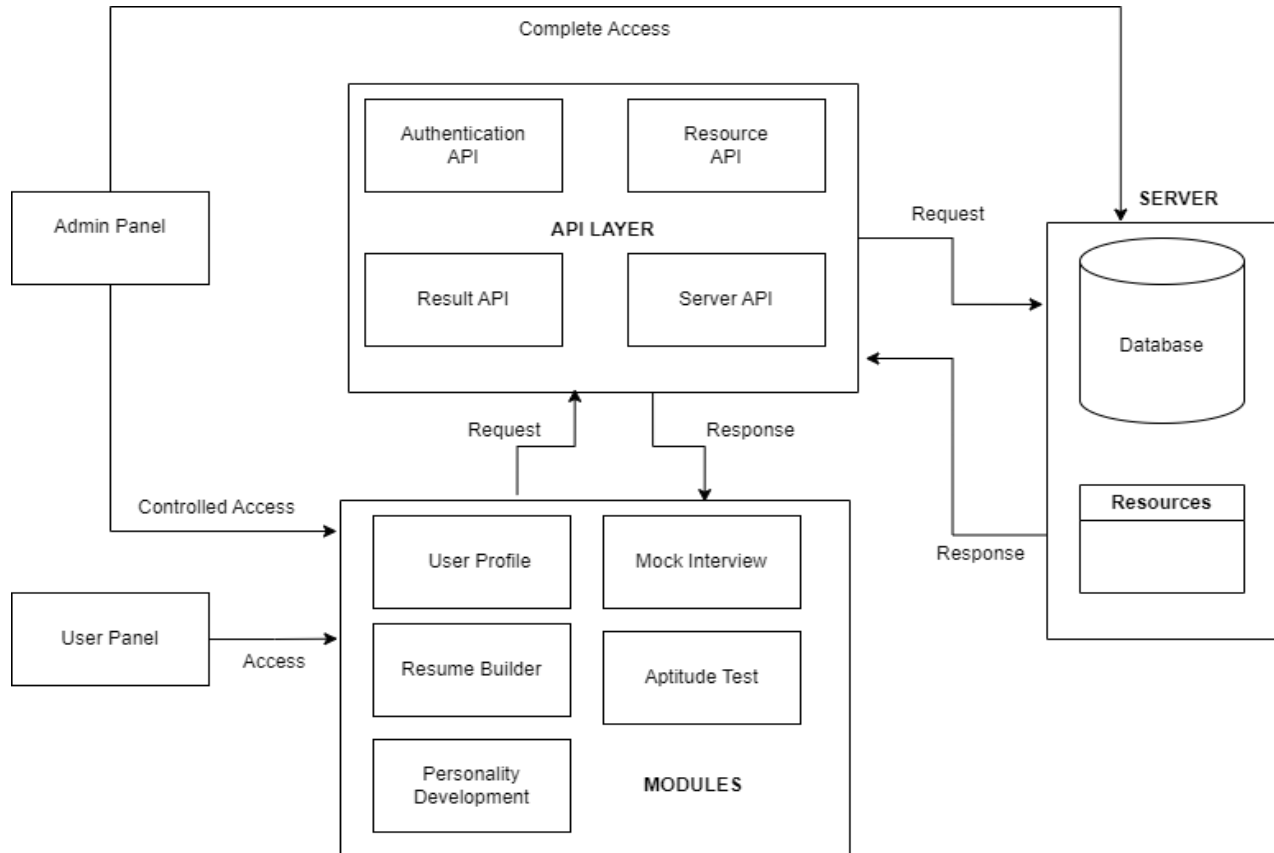 Complete Access
Authentication
API
Resource
API
Admin Panel
API LAYER
Request
SERVER
Result API
Server API
Database
Request
Response
Controlled Access
Resources
User Profile
Mock Interview
Response
User Panel
Access
Resume Builder
Aptitude Test
Personality
Development
MODULES